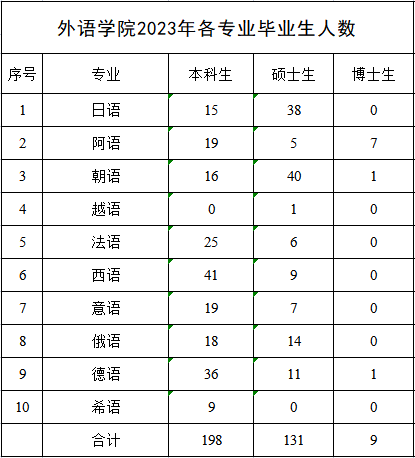 外语学院2023年各专业毕业生人数
序号 专业 本科生 硕士生 博士生
1 日语 15 38 0
2 阿语 19 5 7
3 朝语 16 40 1
4 越语 0 1 0
5 法语 25 6 0
6 西语 41 9 0
7 意语 19 7 0
8 俄语 18 14 0
9 德语 36 11 1
10 希语 9 0 0
合计 198 131 9